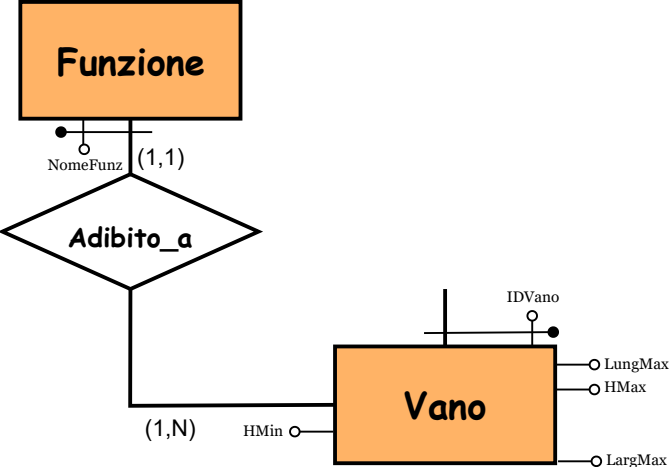 Funzione
NomeFunz
(1,1)
Adibito_a
IDVano
LungMax
HMax
Vano
(1,N)
HMin
LargMax